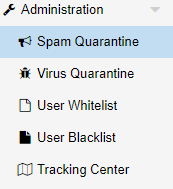 Administration
Spam Quarantine
Virus Quarantine
User Whitelist
User Blacklist
Tracking Center